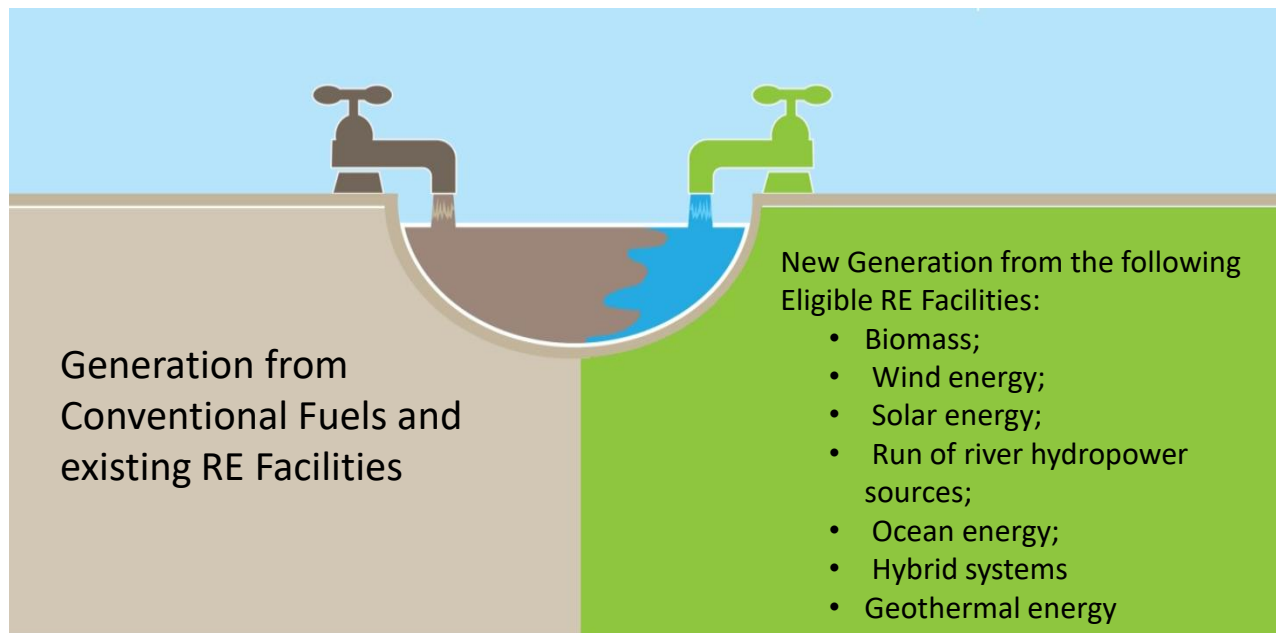 Generation from
Conventional Fuels and
existing RE Facilities
New Generation from the following
Eligible RE Facilities:
• Biomass;
• Wind energy;
• Solar energy;
• Run of river hydropower
sources;
• Ocean energy;
• Hybrid systems
• Geothermal energy